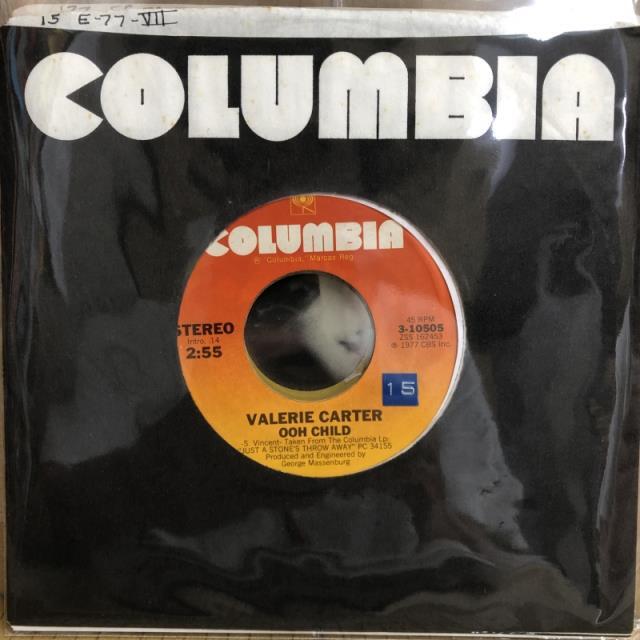 15 E-77-VII
COLUMBIA
COLUMBIA
® "Columbia," Marcas Reg.
STEREO
Intro. :14
2:55
45 RPM
3-10505
ZSS 162453
℗ 1977 CBS Inc.
15
VALERIE CARTER
OOH CHILD
-S. Vincent- Taken From The Columbia Lp:
"JUST A STONE'S THROW AWAY" PC 34155
Produced and Engineered by
George Massenburg